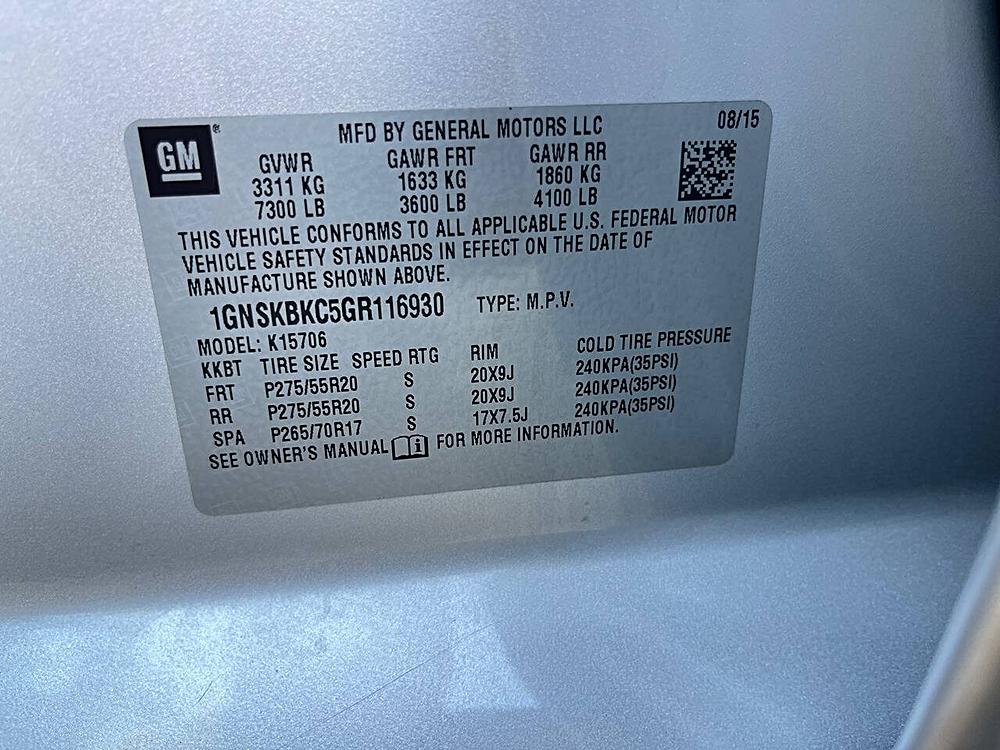 GM®
MFD BY GENERAL MOTORS LLC 08/15
GVWR GAWR FRT GAWR RR
3311 KG 1633 KG 1860 KG
7300 LB 3600 LB 4100 LB
THIS VEHICLE CONFORMS TO ALL APPLICABLE U.S. FEDERAL MOTOR
VEHICLE SAFETY STANDARDS IN EFFECT ON THE DATE OF
MANUFACTURE SHOWN ABOVE.
1GNSKBKC5GR116930 TYPE: M.P.V.
MODEL: K15706
KKBT TIRE SIZE SPEED RTG RIM COLD TIRE PRESSURE
FRT P275/55R20 S 20X9J 240KPA(35PSI)
RR P275/55R20 S 20X9J 240KPA(35PSI)
SPA P265/70R17 S 17X7.5J 240KPA(35PSI)
SEE OWNER'S MANUAL FOR MORE INFORMATION.